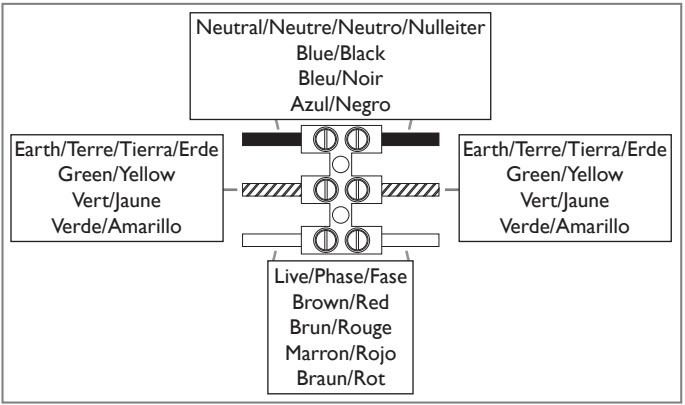 Neutral/Neutre/Neutro/Nulleiter
Blue/Black
Bleu/Noir
Azul/Negro
Earth/Terre/Tierra/Erde
Green/Yellow
Vert/Jaune
Verde/Amarillo
Earth/Terre/Tierra/Erde
Green/Yellow
Vert/Jaune
Verde/Amarillo
Live/Phase/Fase
Brown/Red
Brun/Rouge
Marron/Rojo
Braun/Rot